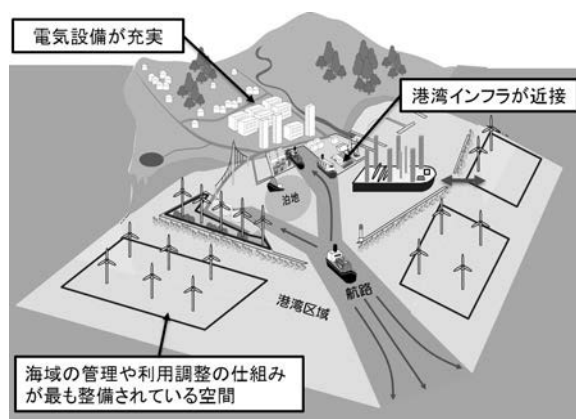 電気設備が充実
港湾インフラが近接
泊地
航路
港湾区域
海域の管理や利用調整の仕組み
が最も整備されている空間